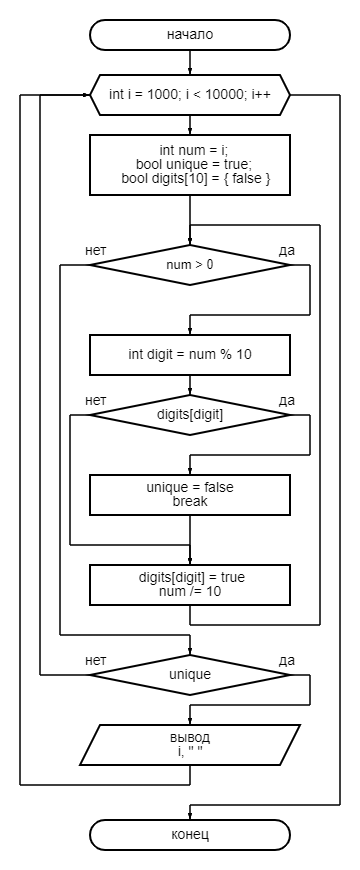 начало
int i = 1000; i < 10000; i++
int num = i;
bool unique = true;
bool digits[10] = { false }
нет
да
num > 0
int digit = num % 10
нет
да
digits[digit]
unique = false
break
digits[digit] = true
num /= 10
нет
да
unique
вывод
i, " "
конец